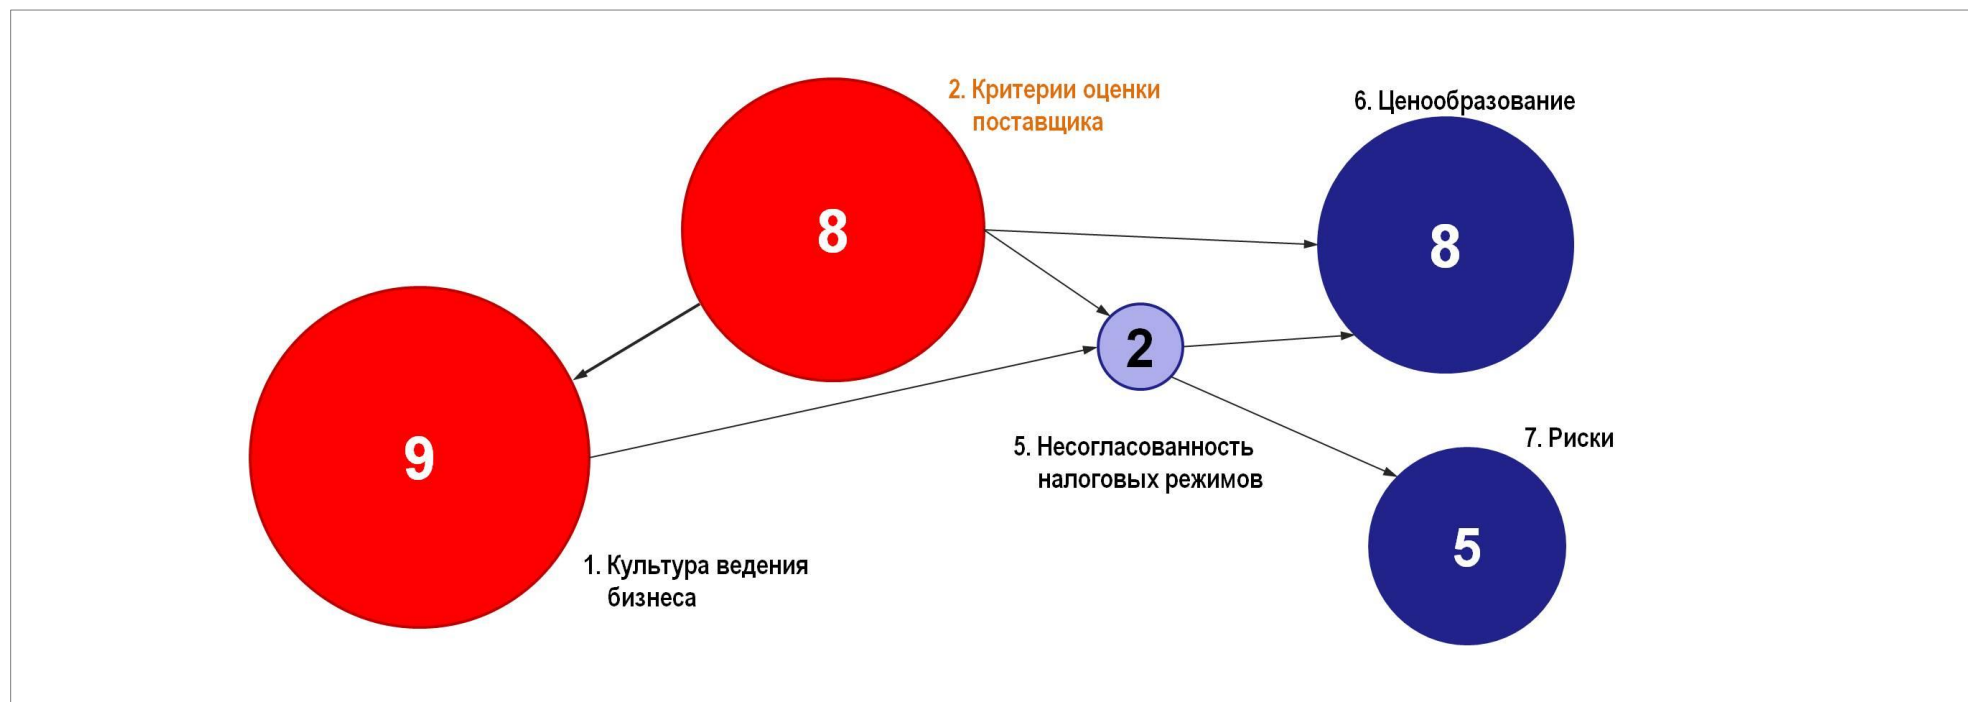 2. Критерии оценки
поставщика
6. Ценообразование
8
8
2
9
5. Несогласованность
налоговых режимов
7. Риски
5
1. Культура ведения
бизнеса